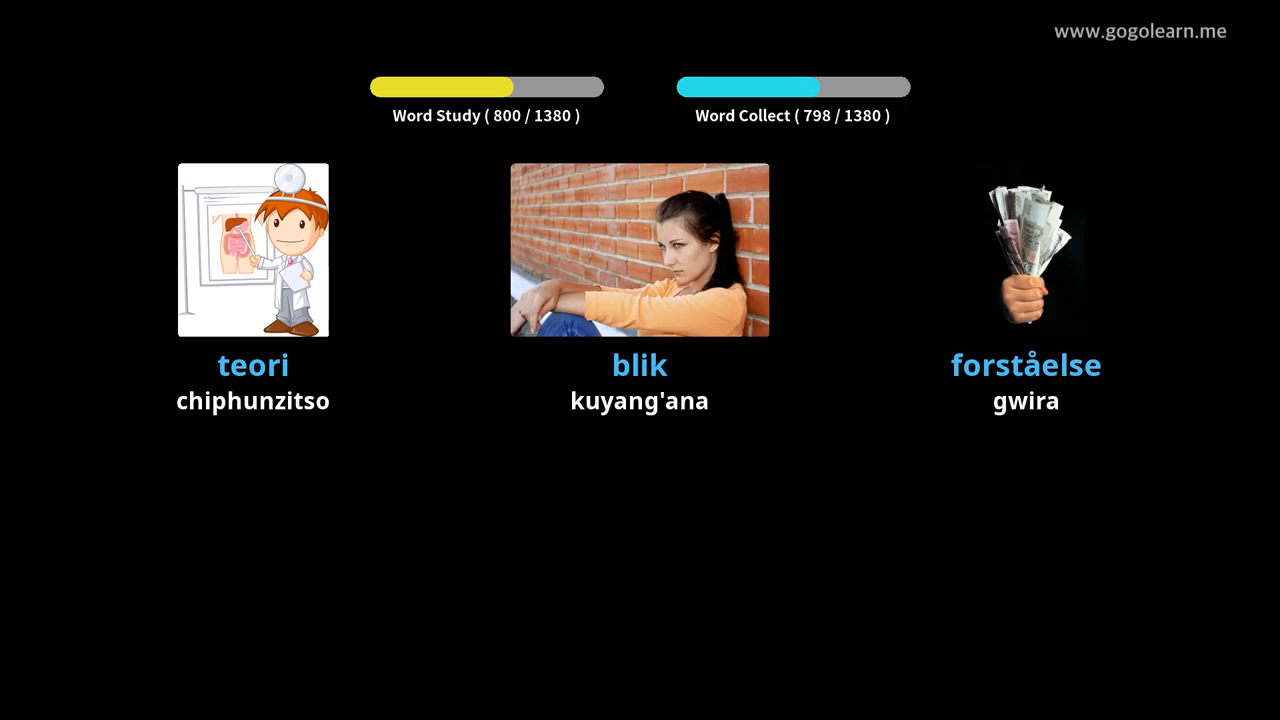 www.gogolearn.me
Word Study ( 800 / 1380 )
Word Collect ( 798 / 1380 )
teori
chiphunzitso
blik
kuyang'ana
forståelse
gwira